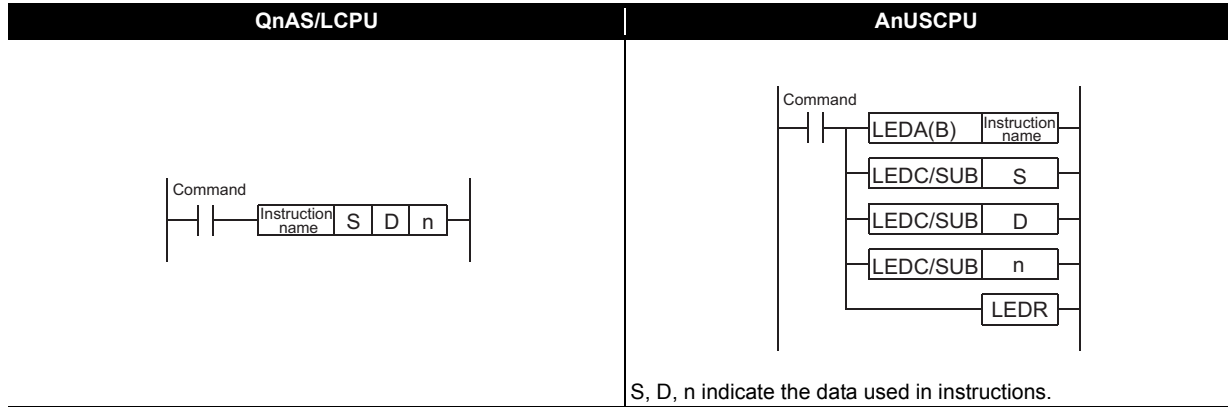 QnAS/LCPU
AnUSCPU
Command
Instruction
name
S
D
n
Command
LEDA(B)
Instruction
name
LEDC/SUB
S
LEDC/SUB
D
LEDC/SUB
n
LEDR
S, D, n indicate the data used in instructions.